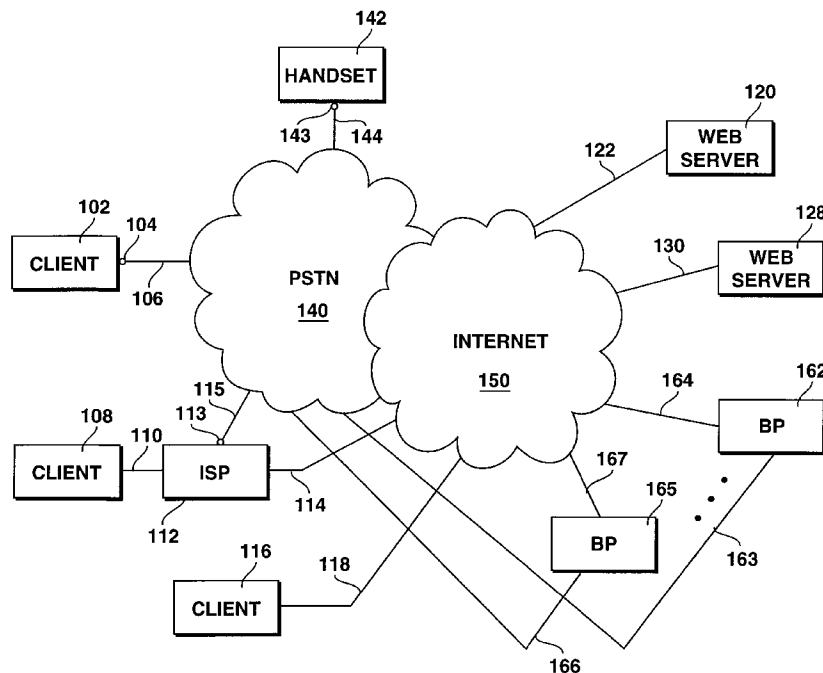 142
HANDSET
143
144
120
WEB
SERVER
122
102
104
CLIENT
106
128
WEB
SERVER
130
PSTN
140
INTERNET
150
115
113
108
110
CLIENT
ISP
112
114
164
162
BP
167
165
BP
163
116
CLIENT
118
166